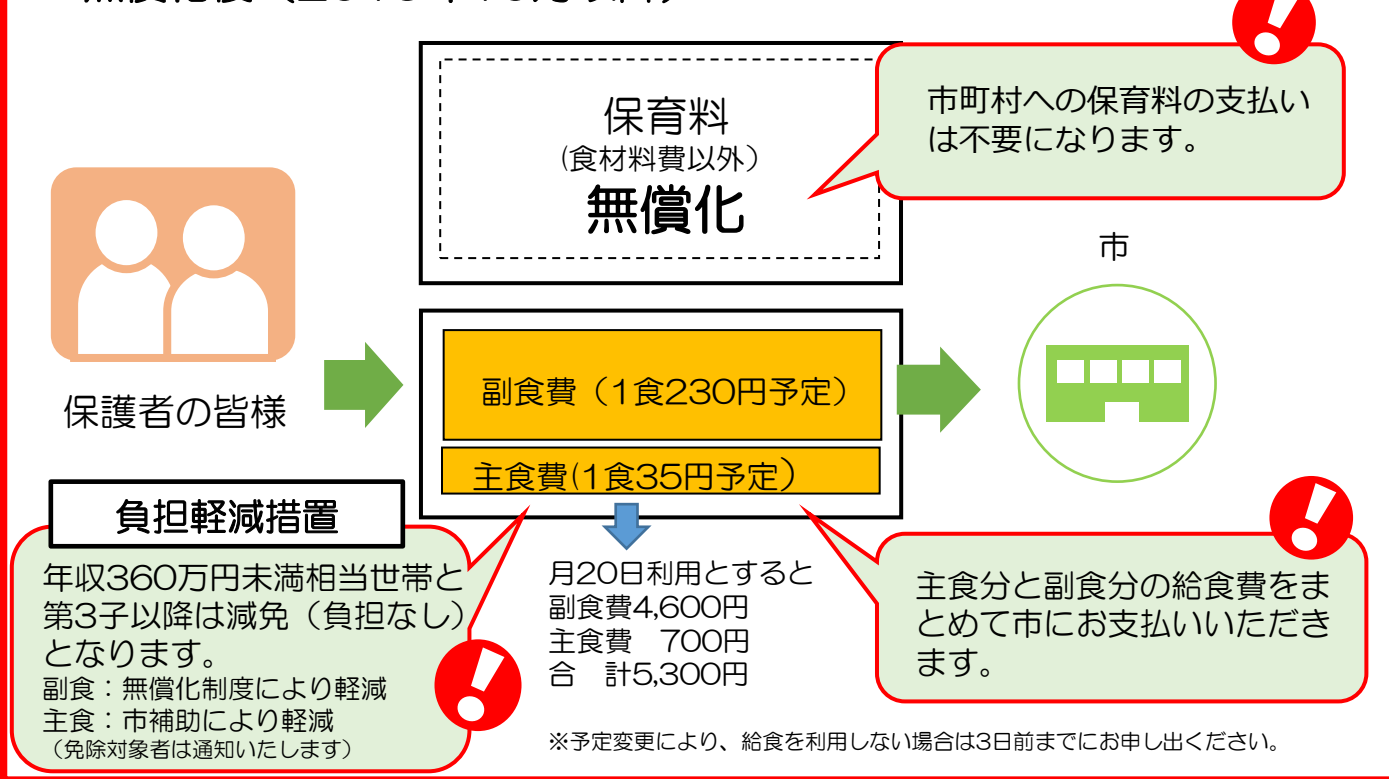 保育料
(食材料費以外)
無償化
市町村への保育料の支払い
は不要になります。
市
保護者の皆様
副食費(1食230円予定)
主食費(1食35円予定)
負担軽減措置
年収360万円未満相当世帯と
第3子以降は減免(負担なし)
となります。
副食:無償化制度により軽減
主食:市補助により軽減
(免除対象者は通知いたします)
月20日利用とすると
副食費4,600円
主食費 700円
合 計5,300円
主食分と副食分の給食費をま
とめて市にお支払いいただき
ます。
※予定変更により、給食を利用しない場合は3日前までにお申し出ください。